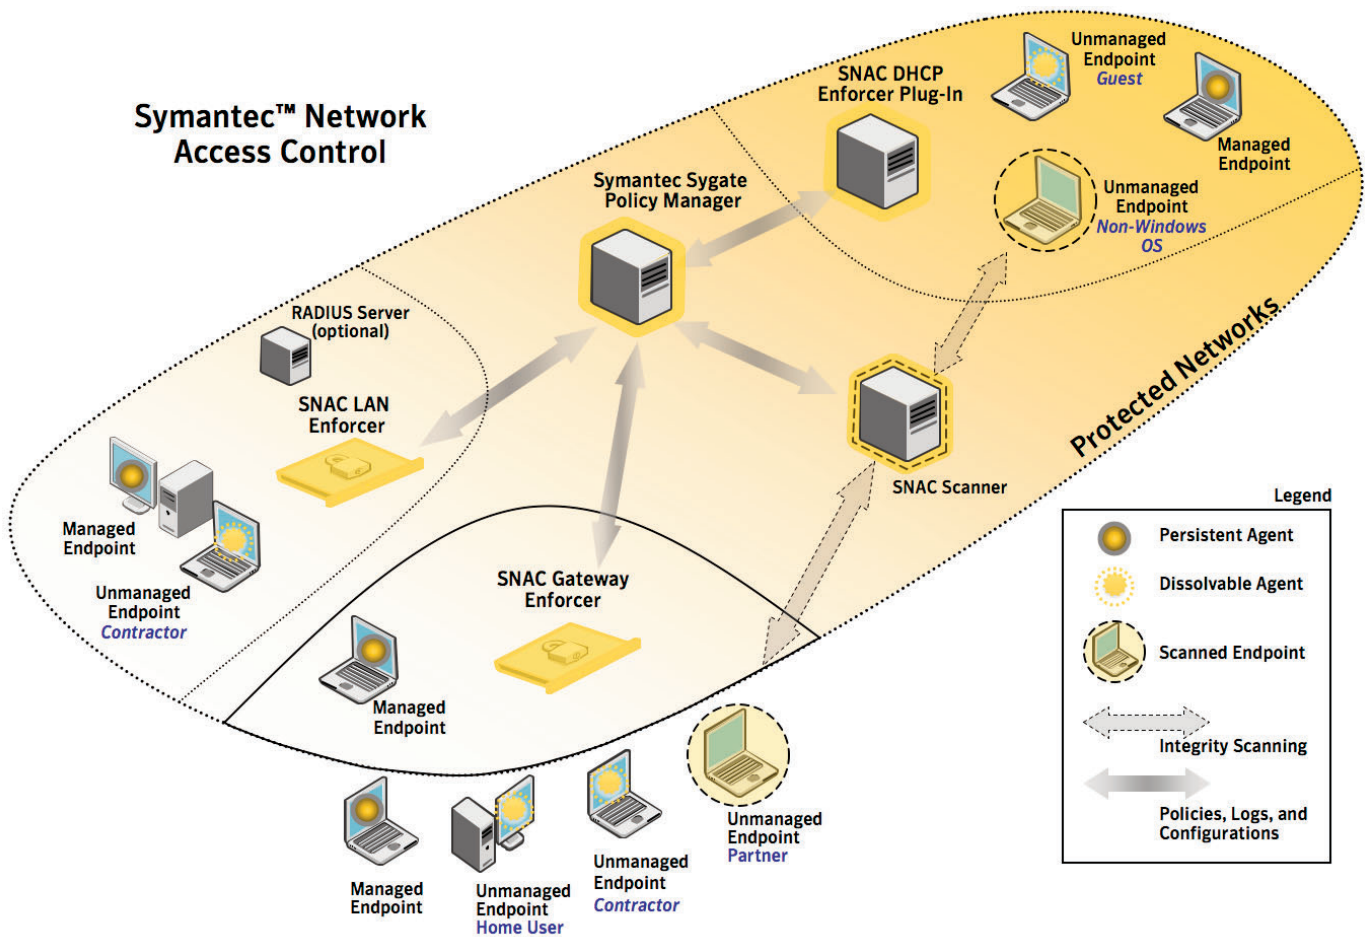 Symantec™ Network
Access Control
Unmanaged
Endpoint
Guest
SNAC DHCP
Enforcer Plug-In
Managed
Endpoint
Symantec Sygate
Policy Manager
Unmanaged
Endpoint
Non-Windows
OS
RADIUS Server
(optional)
SNAC LAN
Enforcer
Protected Networks
SNAC Scanner
Managed
Endpoint
Unmanaged
Endpoint
Contractor
SNAC Gateway
Enforcer
Managed
Endpoint
Managed
Endpoint
Unmanaged
Endpoint
Home User
Unmanaged
Endpoint
Contractor
Unmanaged
Endpoint
Partner
Legend
Persistent Agent
Dissolvable Agent
Scanned Endpoint
Integrity Scanning
Policies, Logs, and
Configurations